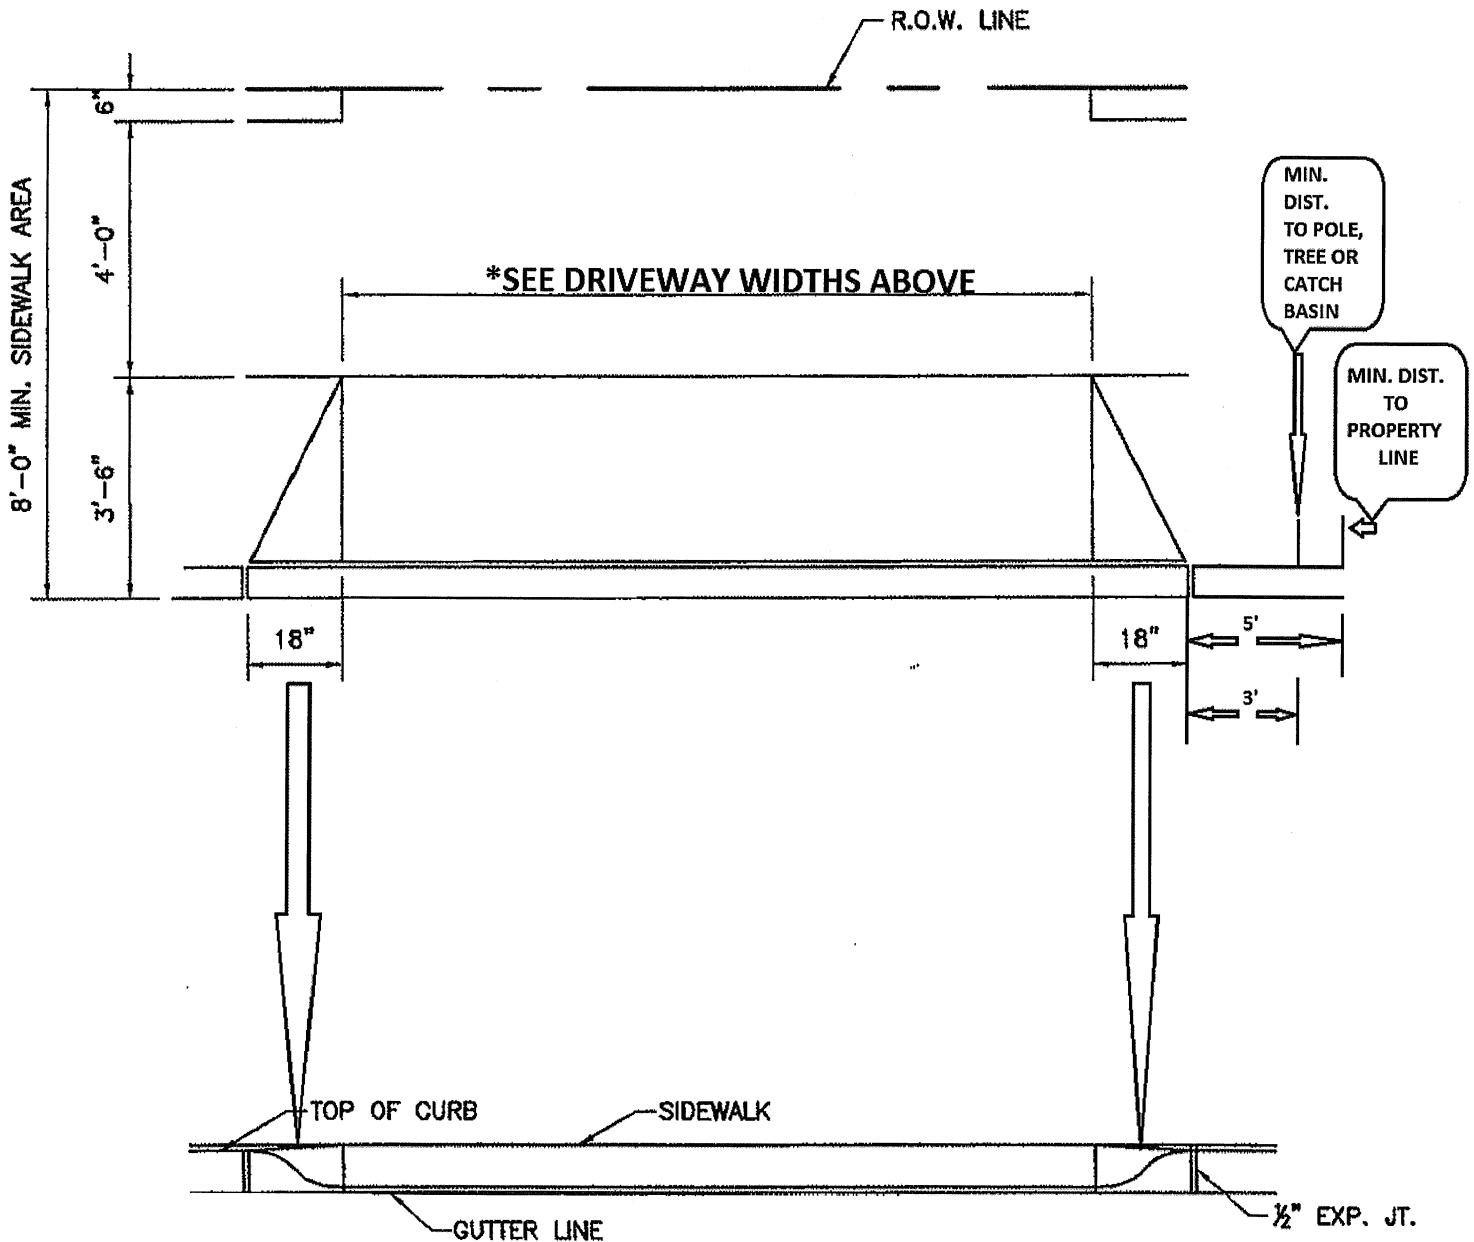 R.O.W. LINE
6"
8'-0" MIN. SIDEWALK AREA
4'-0"
*SEE DRIVEWAY WIDTHS ABOVE
MIN.
DIST.
TO POLE,
TREE OR
CATCH
BASIN
MIN. DIST.
TO
PROPERTY
LINE
3'-6"
18"
18"
5'
3'
TOP OF CURB
SIDEWALK
GUTTER LINE
½" EXP. JT.